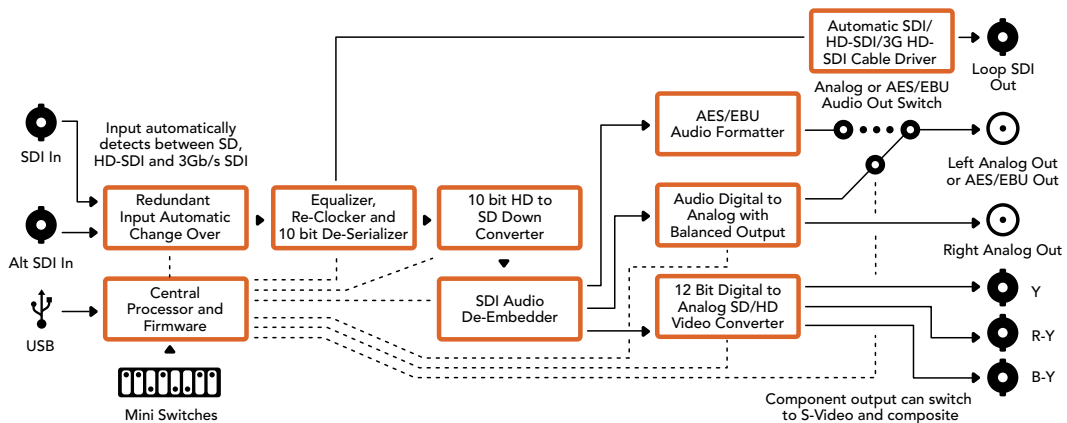 Automatic SDI/
HD-SDI/3G HD-
SDI Cable Driver
Loop SDI
Out
Analog or AES/EBU
Audio Out Switch
AES/EBU
Audio Formatter
Left Analog Out
or AES/EBU Out
SDI In
Input automatically
detects between SD,
HD-SDI and 3Gb/s SDI
Redundant
Input Automatic
Change Over
Equalizer,
Re-Clocker and
10 bit De-Serializer
10 bit HD to
SD Down
Converter
Audio Digital to
Analog with
Balanced Output
Right Analog Out
Alt SDI In
Central
Processor and
Firmware
SDI Audio
De-Embedder
12 Bit Digital to
Analog SD/HD
Video Converter
Y
R-Y
B-Y
USB
Mini Switches
Component output can switch
to S-Video and composite